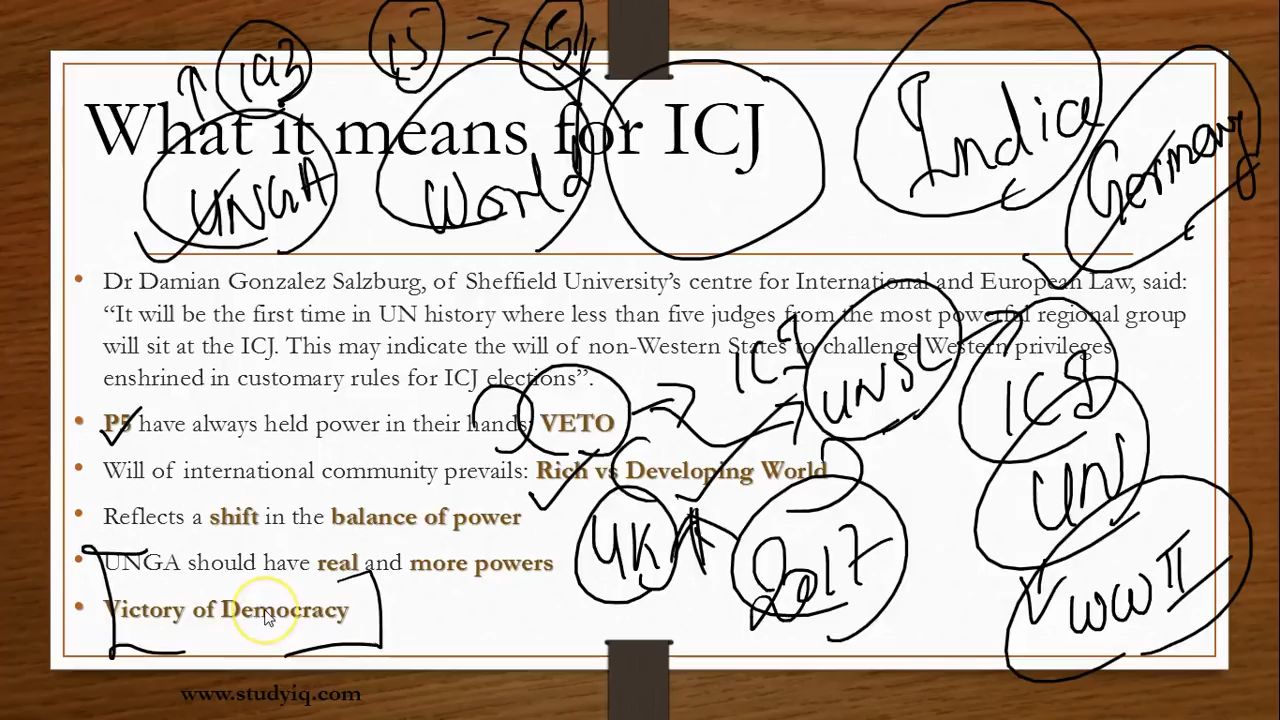 193
15 → 5
What it means for ICJ
UNGA
World
India
Germany
• Dr Damian Gonzalez Salzburg, of Sheffield University's centre for International and European Law, said:
“It will be the first time in UN history where less than five judges from the most powerful regional group
will sit at the ICJ. This may indicate the will of non-Western States to challenge Western privileges
enshrined in customary rules for ICJ elections”.
ICJ
UNSC
ICJ
• P5 have always held power in their hands: VETO
• Will of international community prevails: Rich vs Developing World
UN
• Reflects a shift in the balance of power
UK
2017
• UNGA should have real and more powers
WW II
• Victory of Democracy
www.studyiq.com